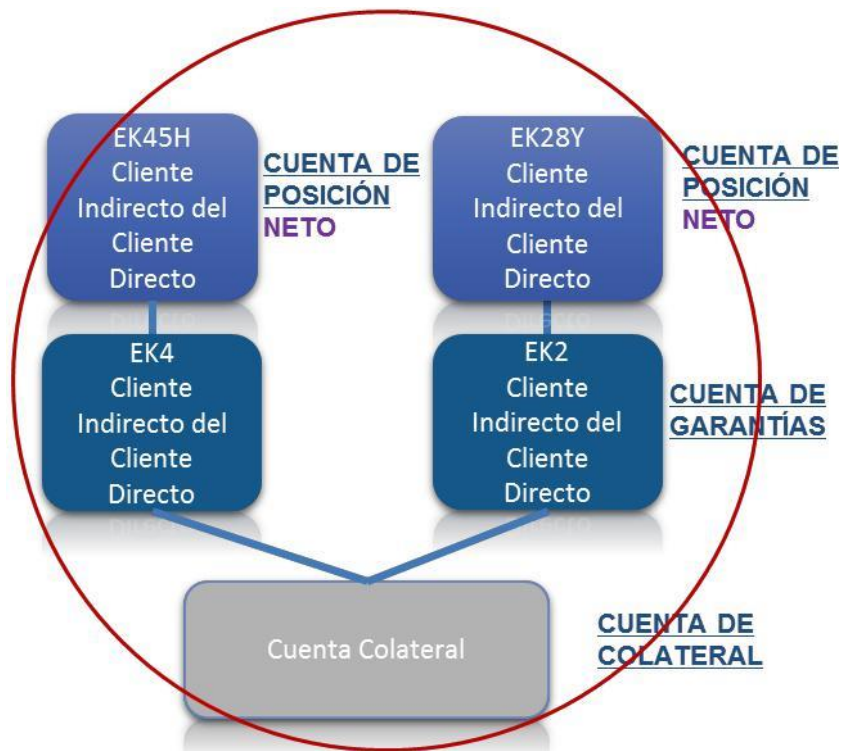 EK45H
Cliente
Indirecto del
Cliente
Directo
CUENTA DE
POSICIÓN
NETO
EK28Y
Cliente
Indirecto del
Cliente
Directo
CUENTA DE
POSICIÓN
NETO
EK4
Cliente
Indirecto del
Cliente
Directo
EK2
Cliente
Indirecto del
Cliente
Directo
CUENTA DE
GARANTÍAS
Cuenta Colateral
CUENTA DE
COLATERAL